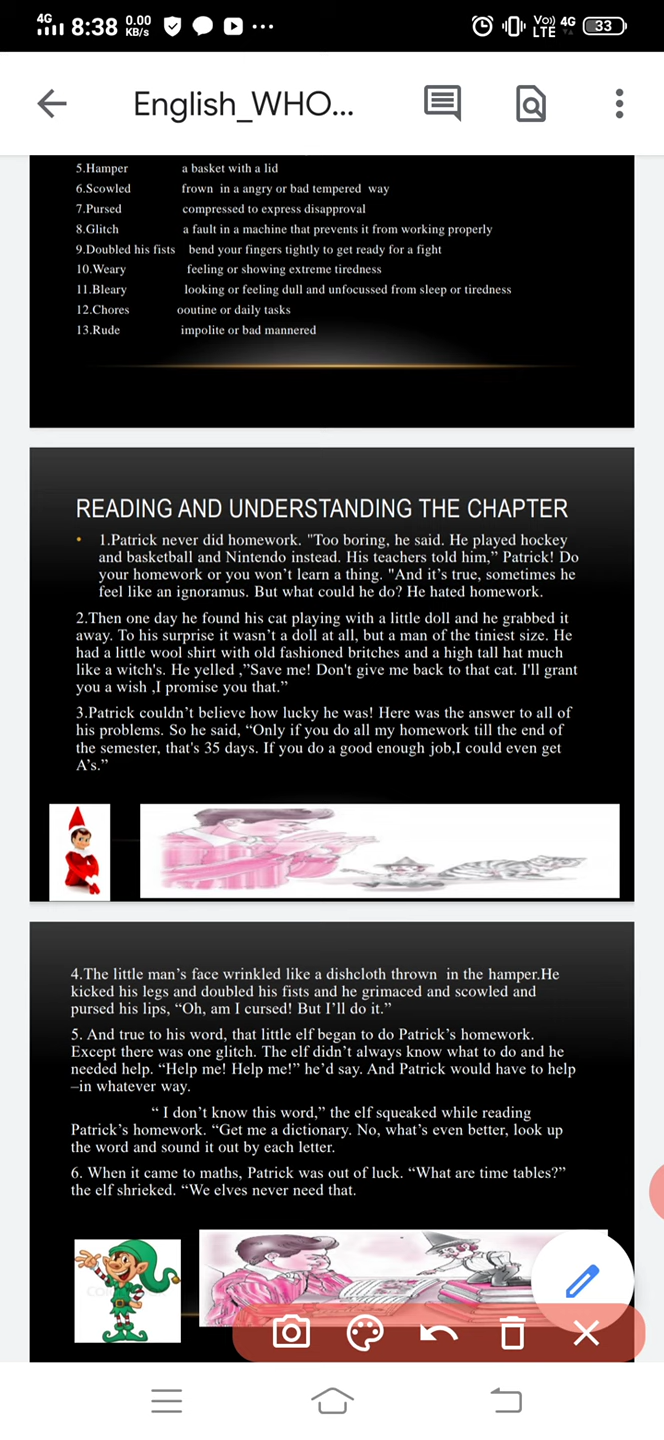 4G 8:38 0.00 KB/s ... Vo)) LTE 4G 33
English_WHO...
5.Hamper a basket with a lid
6.Scowled frown in a angry or bad tempered way
7.Pursed compressed to express disapproval
8.Glitch a fault in a machine that prevents it from working properly
9.Doubled his fists bend your fingers tightly to get ready for a fight
10.Weary feeling or showing extreme tiredness
11.Bleary looking or feeling dull and unfocussed from sleep or tiredness
12.Chores ooutine or daily tasks
13.Rude impolite or bad mannered
READING AND UNDERSTANDING THE CHAPTER
• 1.Patrick never did homework. "Too boring, he said. He played hockey
and basketball and Nintendo instead. His teachers told him,” Patrick! Do
your homework or you won’t learn a thing. "And it’s true, sometimes he
feel like an ignoramus. But what could he do? He hated homework.
2.Then one day he found his cat playing with a little doll and he grabbed it
away. To his surprise it wasn’t a doll at all, but a man of the tiniest size. He
had a little wool shirt with old fashioned britches and a high tall hat much
like a witch's. He yelled ,”Save me! Don't give me back to that cat. I'll grant
you a wish ,I promise you that.”
3.Patrick couldn’t believe how lucky he was! Here was the answer to all of
his problems. So he said, “Only if you do all my homework till the end of
the semester, that's 35 days. If you do a good enough job,I could even get
A’s.”
4.The little man’s face wrinkled like a dishcloth thrown in the hamper.He
kicked his legs and doubled his fists and he grimaced and scowled and
pursed his lips, “Oh, am I cursed! But I’ll do it.”
5. And true to his word, that little elf began to do Patrick’s homework.
Except there was one glitch. The elf didn’t always know what to do and he
needed help. “Help me! Help me!” he’d say. And Patrick would have to help
–in whatever way.
“ I don’t know this word,” the elf squeaked while reading
Patrick’s homework. “Get me a dictionary. No, what’s even better, look up
the word and sound it out by each letter.
6. When it came to maths, Patrick was out of luck. “What are time tables?”
the elf shrieked. “We elves never need that.